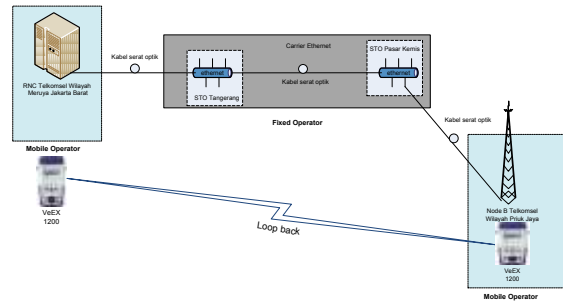 Carrier Ethernet
STO Pasar Kemis
Kabel serat optik
ethernet
ethernet
Kabel serat optik
RNC Telkomsel Wilayah
Meruya Jakarta Barat
STO Tangerang
Fixed Operator
Kabel serat optik
Mobile Operator
VeEX
1200
Loop back
Node B Telkomsel
Wilayah Priuk Jaya
VeEX
1200
Mobile Operator